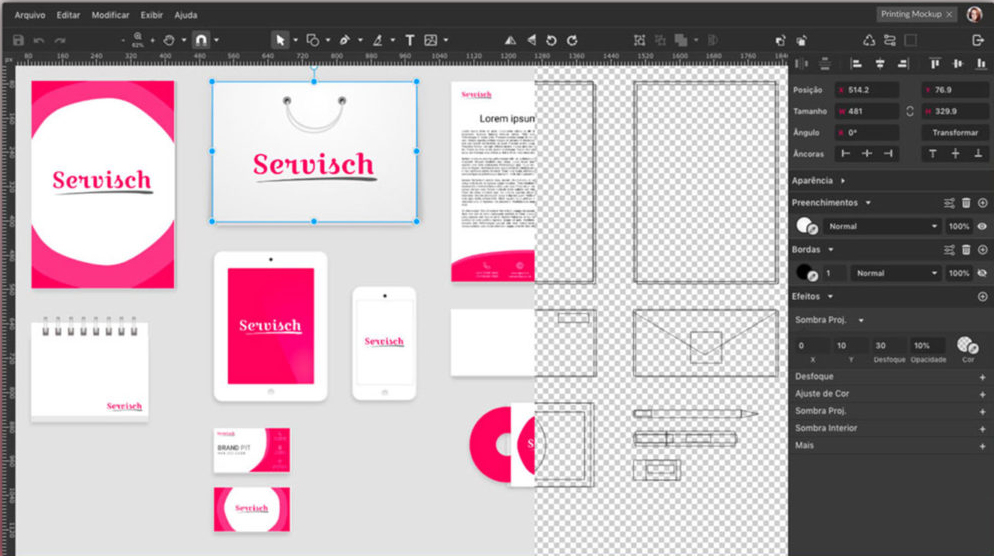 Arquivo Editar Modificar Exibir Ajuda
Printing Mockup ×
62%
px
80 160 240 320 400 480 560 640 720 800 880 960 1040 1120 1200 1280 1360 1440 1520 1600 1680 1760 184
Servisch
Servisch
Servisch
Lorem ipsun
Servisch
Servisch
Servisch
BRAND PIT
Servisch
S
Posição X 514.2 Y 76.9
Tamanho W 481 H 329.9
Ângulo 0° Transformar
Âncoras
Aparência
Preenchimentos
Normal 100%
Bordas
1 Normal 100%
Efeitos
Sombra Proj.
0 10 30 10%
X Y Desfoque Opacidade Cor
Desfoque +
Ajuste de Cor +
Sombra Proj. +
Sombra Interior +
Mais +